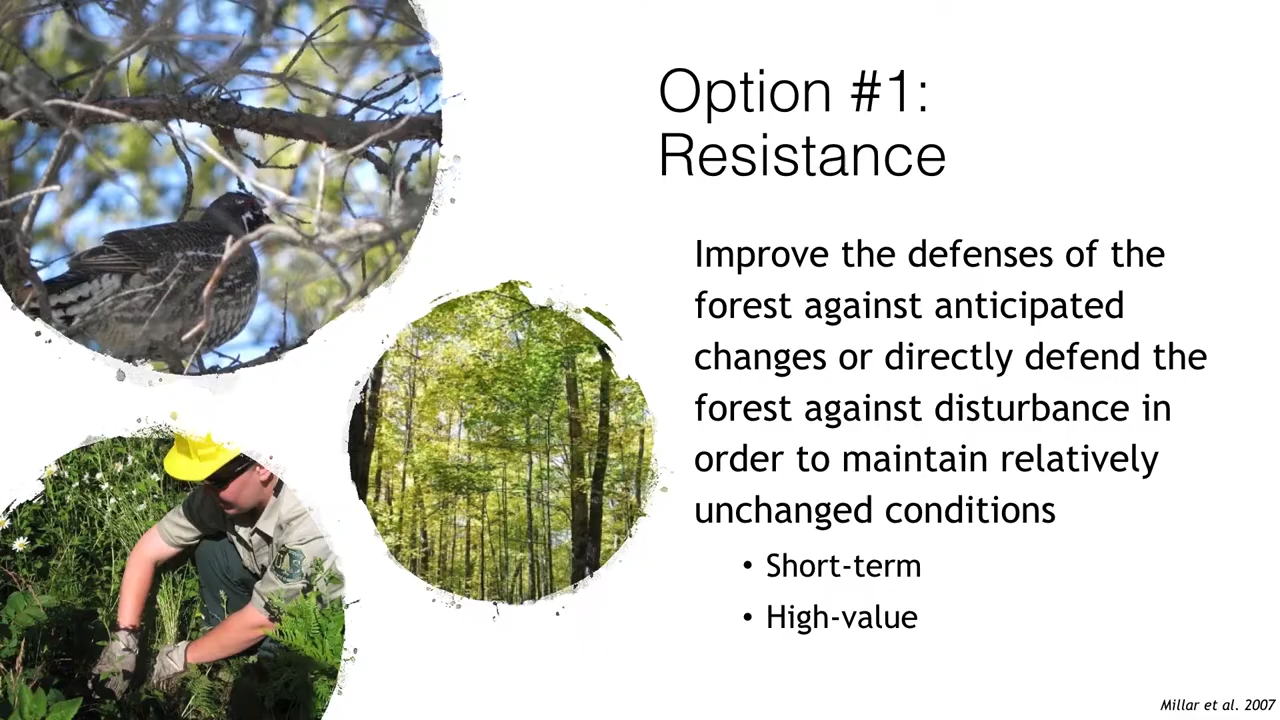 Option #1:
Resistance
Improve the defenses of the
forest against anticipated
changes or directly defend the
forest against disturbance in
order to maintain relatively
unchanged conditions
• Short-term
• High-value
Millar et al. 2007